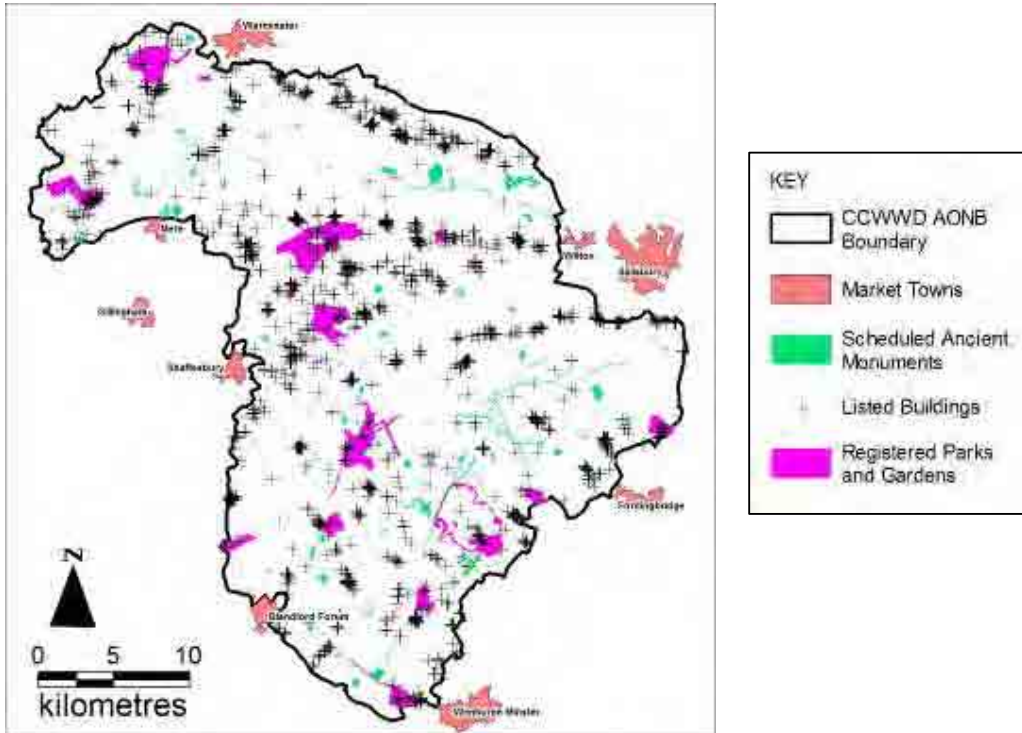 Warminster
Mere
Wilton
Salisbury
Gillingham
Shaftesbury
Fordingbridge
Blandford Forum
Wimborne Minster
N
0 5 10
kilometres
KEY
CCWWD AONB
Boundary
Market Towns
Scheduled Ancient
Monuments
Listed Buildings
Registered Parks
and Gardens